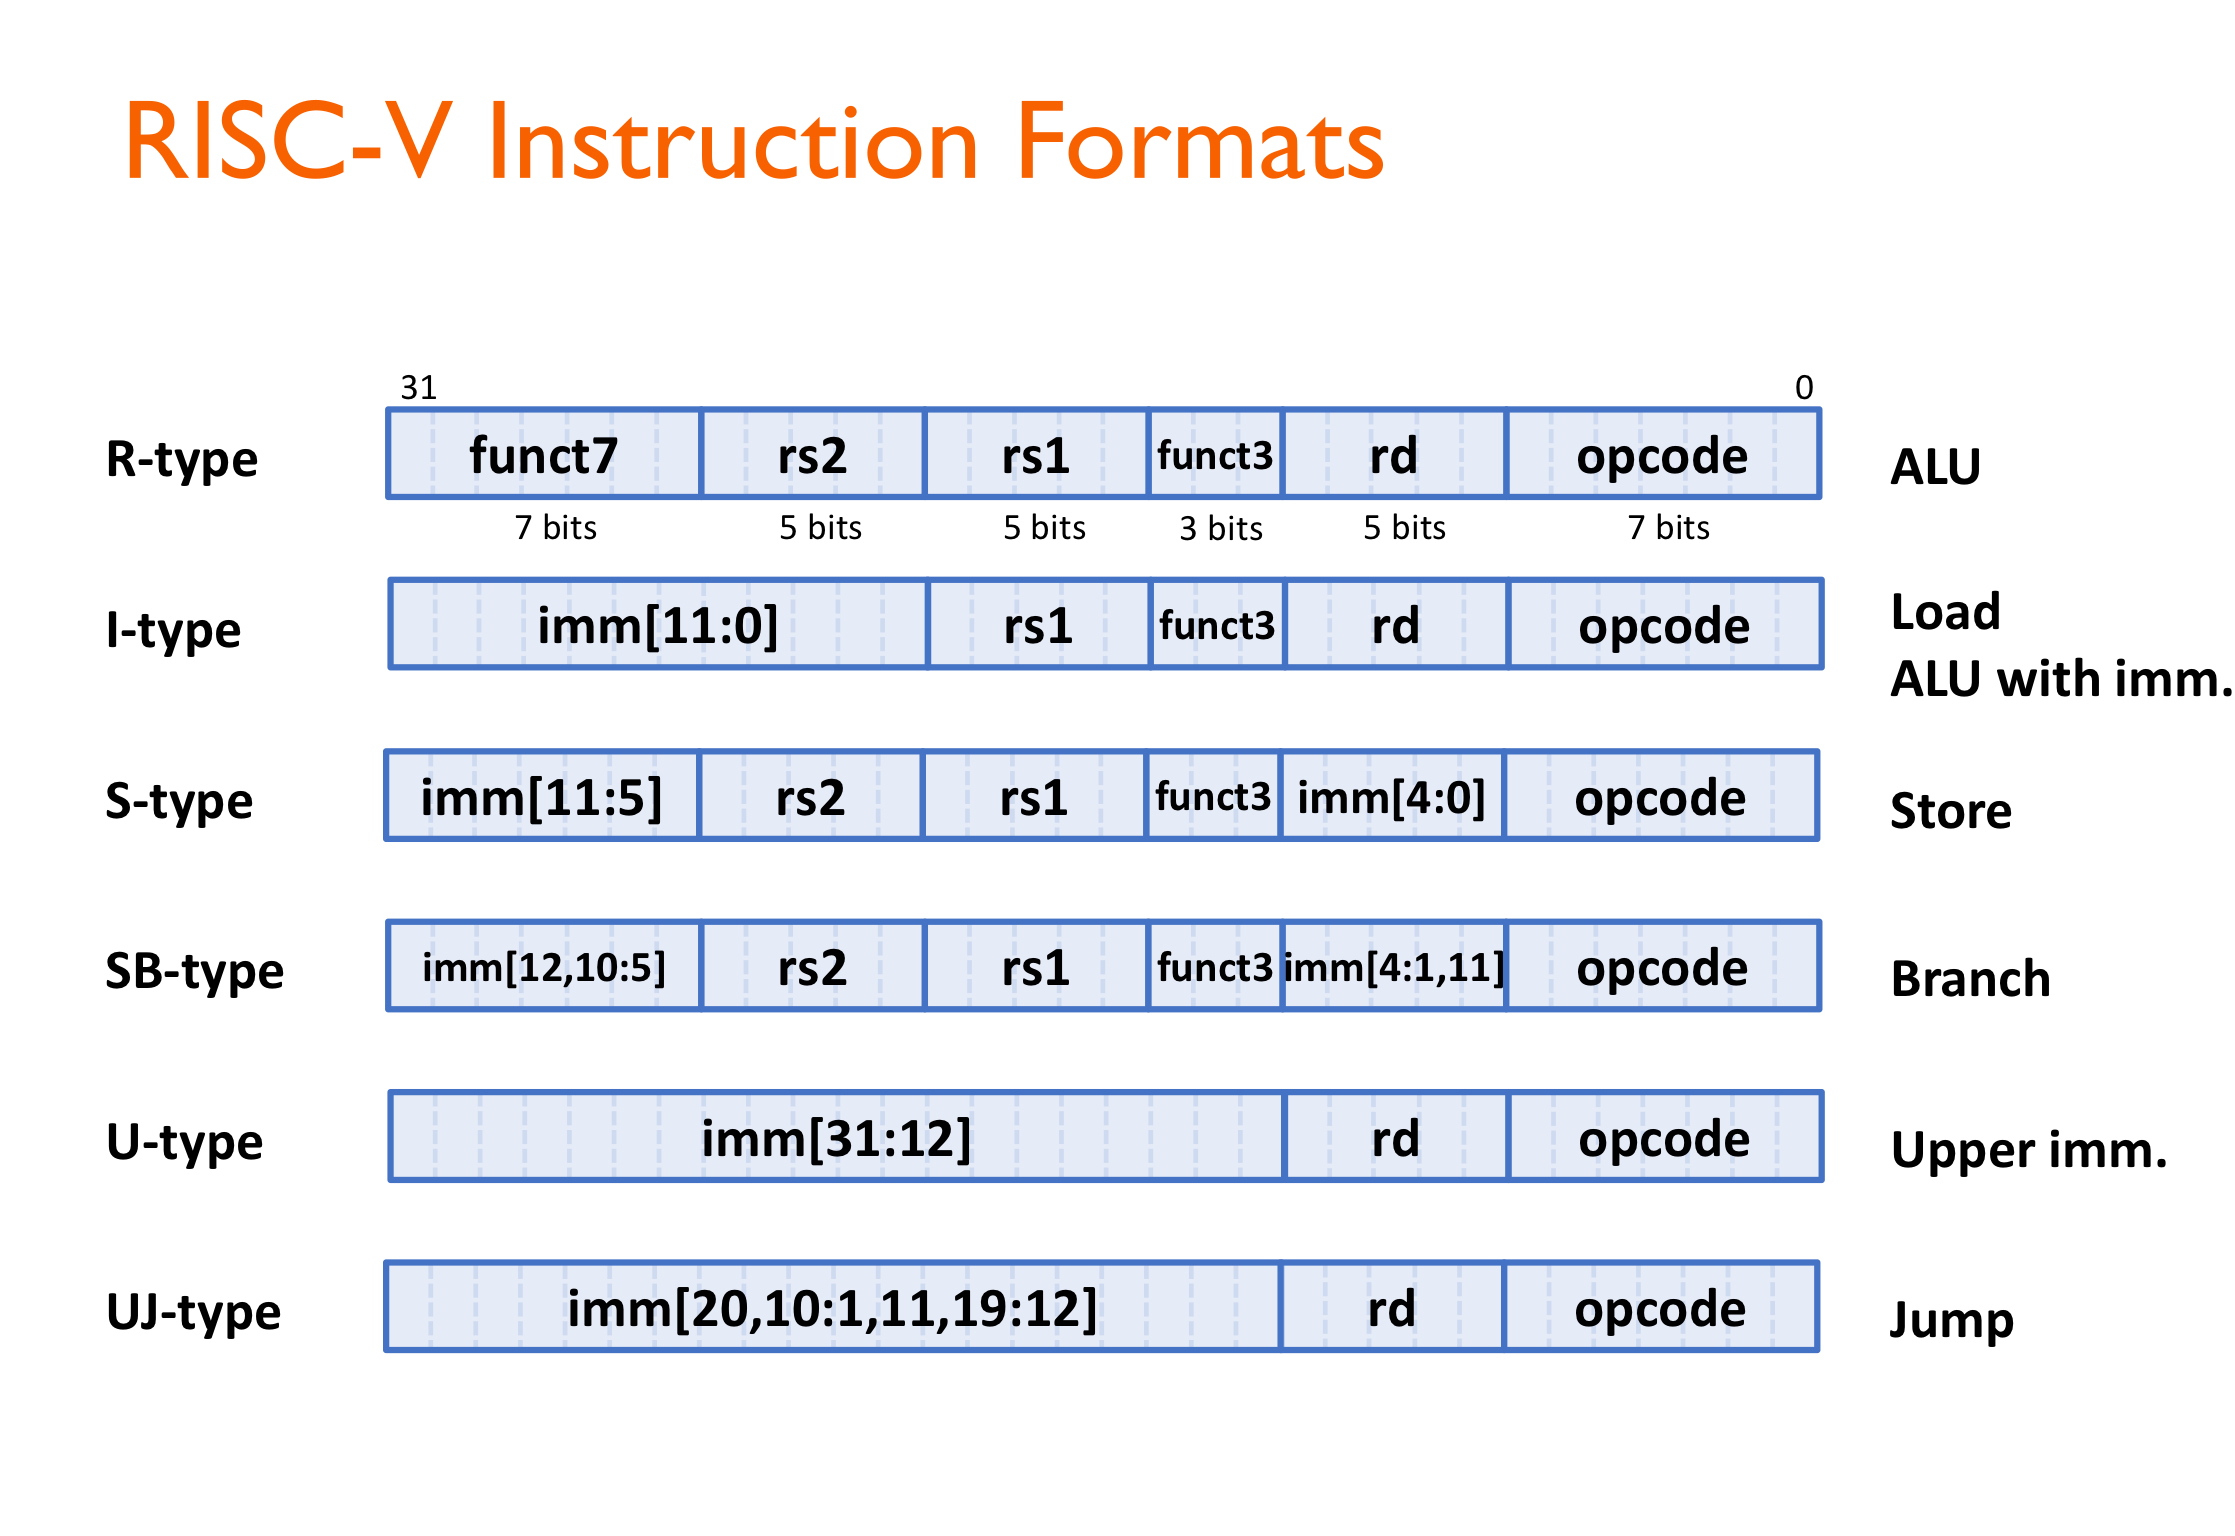 RISC-V Instruction Formats
31 0
R-type funct7 rs2 rs1 funct3 rd opcode ALU
7 bits 5 bits 5 bits 3 bits 5 bits 7 bits
I-type imm[11:0] rs1 funct3 rd opcode Load
ALU with imm.
S-type imm[11:5] rs2 rs1 funct3 imm[4:0] opcode Store
SB-type imm[12,10:5] rs2 rs1 funct3 imm[4:1,11] opcode Branch
U-type imm[31:12] rd opcode Upper imm.
UJ-type imm[20,10:1,11,19:12] rd opcode Jump